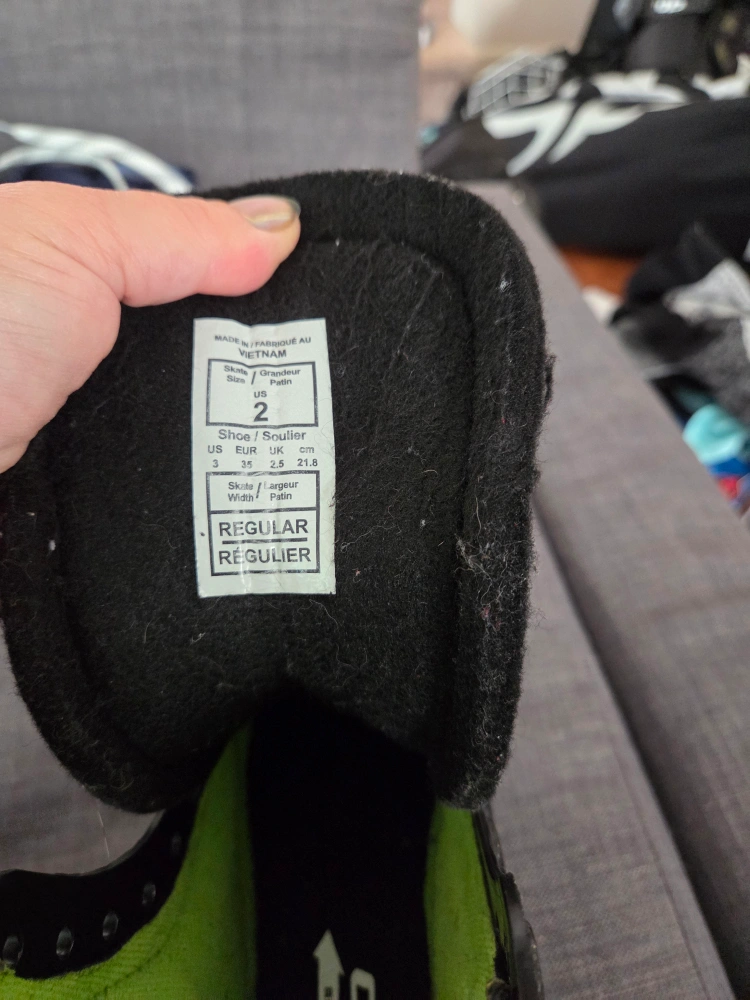 MADE IN / FABRIQUÉ AU
VIETNAM
Skate / Grandeur
Size Patin
US
2
Shoe / Soulier
US EUR UK cm
3 35 2.5 21.8
Skate / Largeur
Width Patin
REGULAR
RÉGULIER